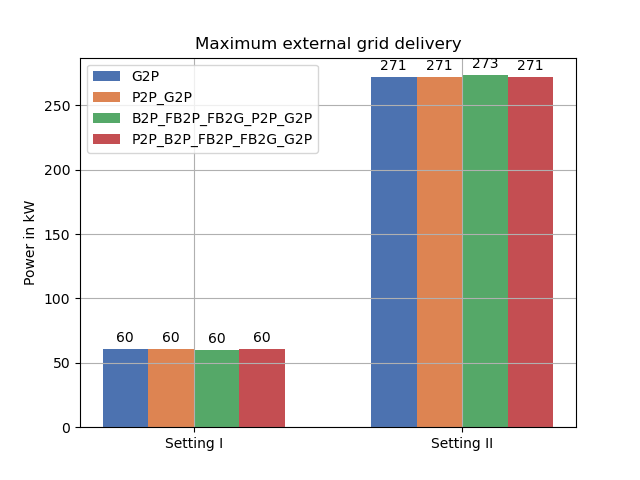 Maximum external grid delivery
G2P
P2P_G2P
B2P_FB2P_FB2G_P2P_G2P
P2P_B2P_FB2P_FB2G_G2P
271 271 273 271
60 60 60 60
250
200
150
100
50
0
Power in kW
Setting I Setting II